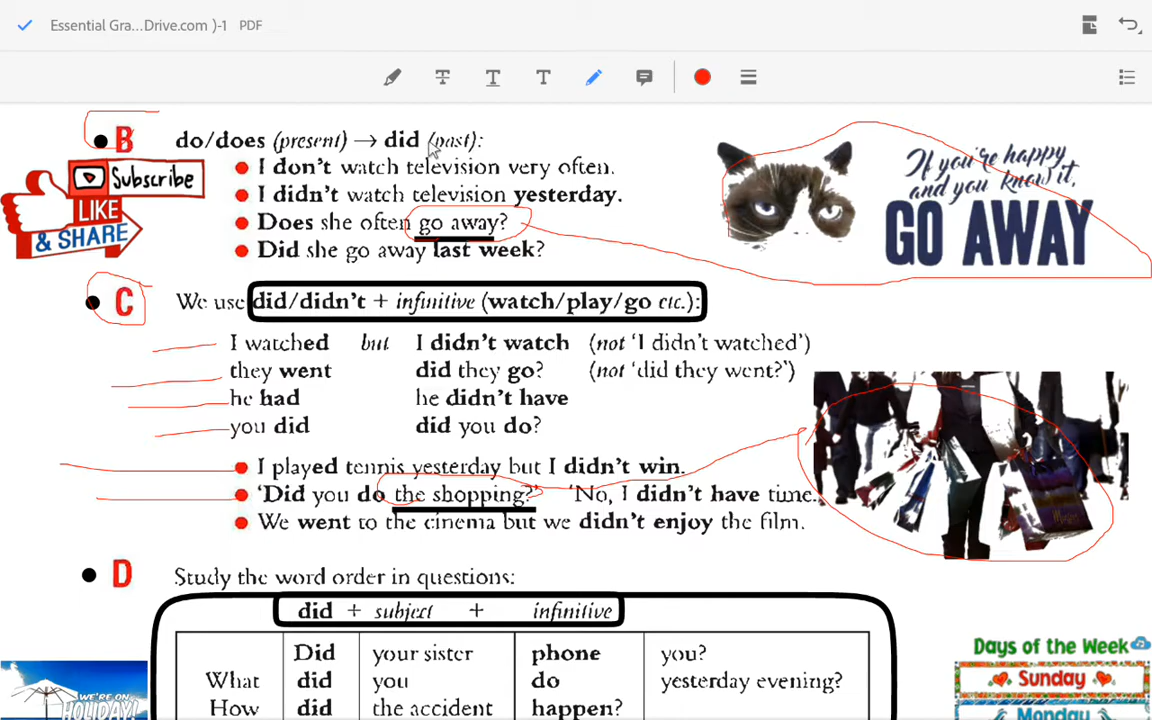 Essential Gra...Drive.com )-1 PDF
B do/does (present) → did (past):
I don't watch television very often.
I didn't watch television yesterday.
Does she often go away?
Did she go away last week?
Subscribe
LIKE
& SHARE
If you're happy
and you know it,
GO AWAY
C We use did/didn't + infinitive (watch/play/go etc.):
I watched but I didn't watch (not 'I didn't watched')
they went did they go? (not 'did they went?')
he had he didn't have
you did did you do?
I played tennis yesterday but I didn't win.
'Did you do the shopping?' 'No, I didn't have time.
We went to the cinema but we didn't enjoy the film.
D Study the word order in questions:
did + subject + infinitive
Did your sister phone you?
What did you do yesterday evening?
How did the accident happen?
WE'RE ON
HOLIDAY!
Days of the Week
Sunday
Monday